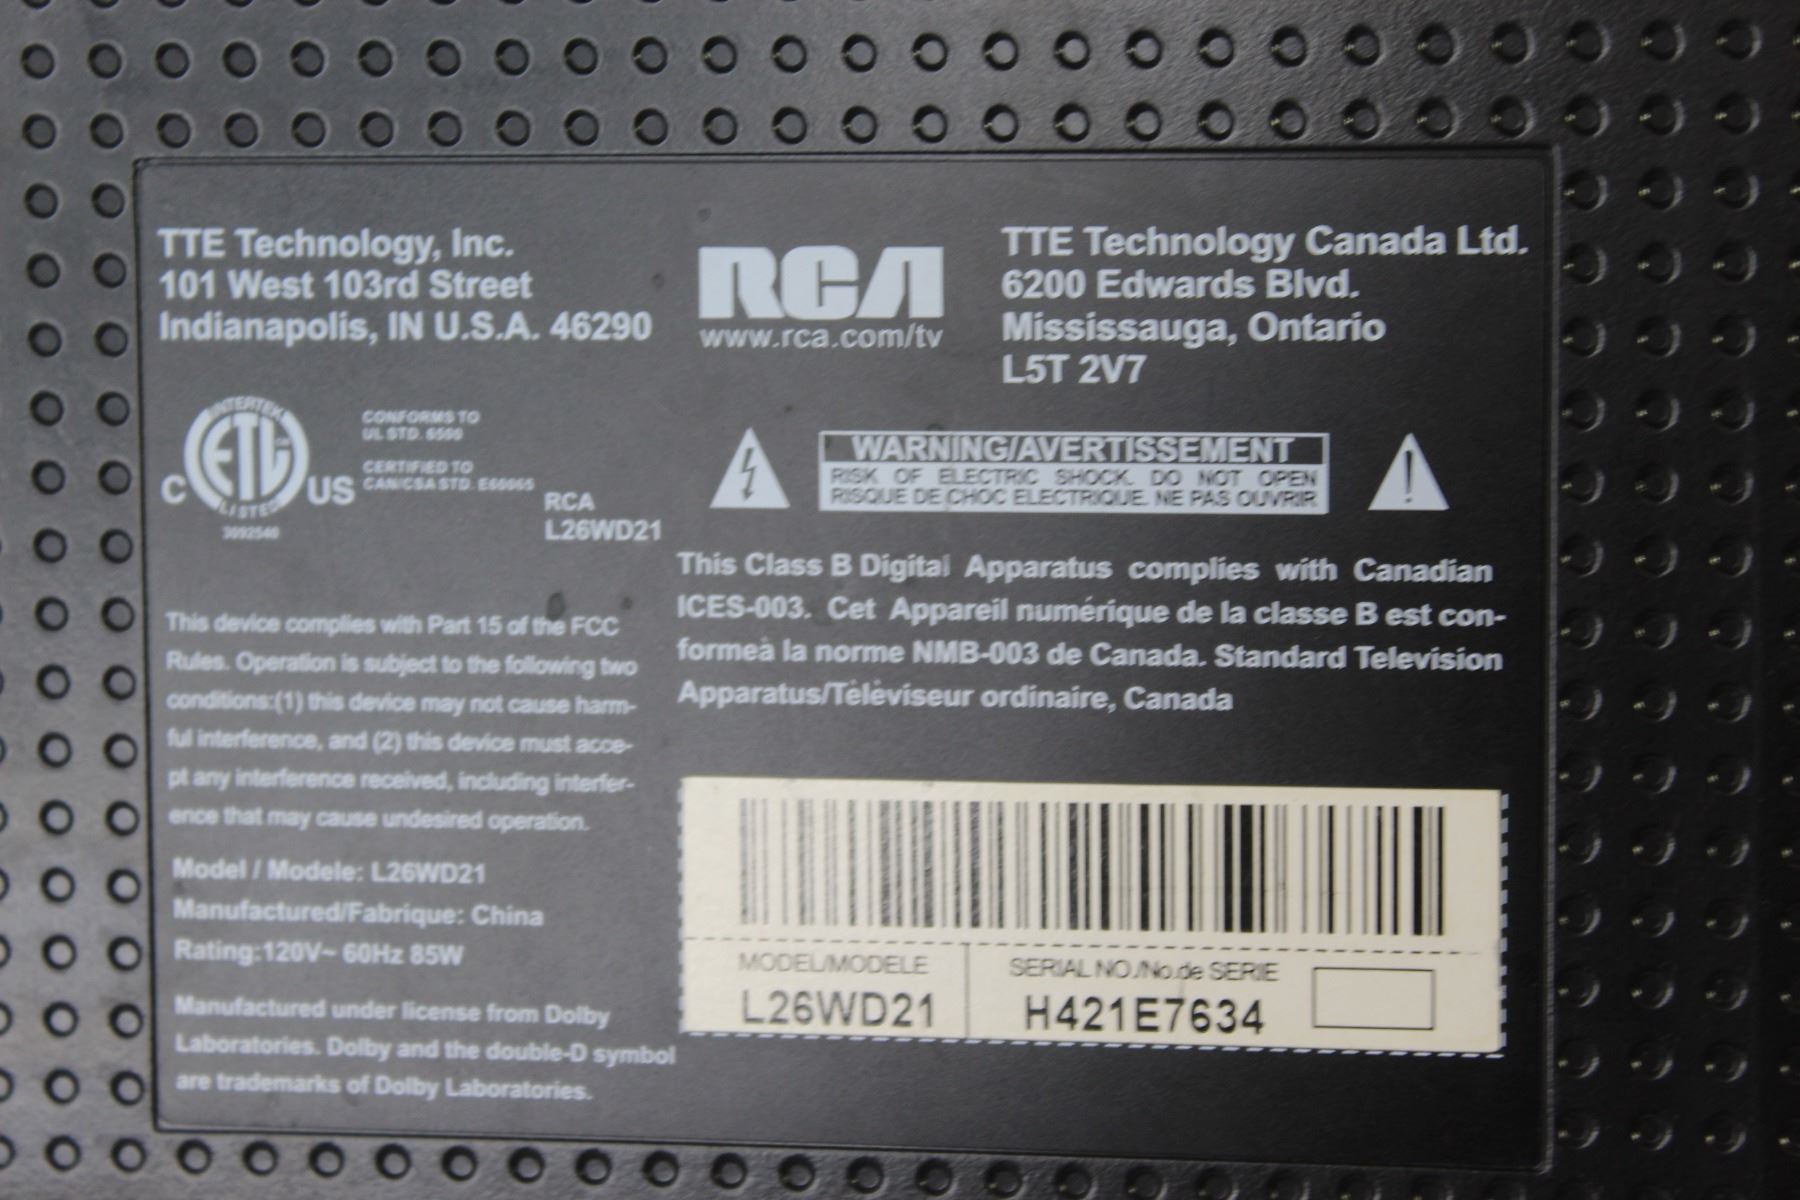 TTE Technology, Inc.
101 West 103rd Street
Indianapolis, IN U.S.A. 46290
RCA
www.rca.com/tv
TTE Technology Canada Ltd.
6200 Edwards Blvd.
Mississauga, Ontario
L5T 2V7
INTERTEK
ETL
LISTED
C
US
3092540
CONFORMS TO
UL STD. 6500
CERTIFIED TO
CAN/CSA STD. E60065
RCA
L26WD21
WARNING/AVERTISSEMENT
RISK OF ELECTRIC SHOCK. DO NOT OPEN
RISQUE DE CHOC ELECTRIQUE. NE PAS OUVRIR
This device complies with Part 15 of the FCC
Rules. Operation is subject to the following two
conditions:(1) this device may not cause harm-
ful interference, and (2) this device must acce-
pt any interference received, including interfer-
ence that may cause undesired operation.
Model / Modele: L26WD21
Manufactured/Fabrique: China
Rating:120V~ 60Hz 85W
Manufactured under license from Dolby
Laboratories. Dolby and the double-D symbol
are trademarks of Dolby Laboratories.
This Class B Digital Apparatus complies with Canadian
ICES-003. Cet Appareil numérique de la classe B est con-
formeà la norme NMB-003 de Canada. Standard Television
Apparatus/Tèlèviseur ordinaire, Canada
MODEL/MODELE
L26WD21
SERIAL NO./No.de SERIE
H421E7634